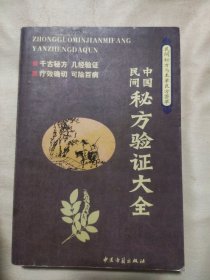 ZHONGGUOMINJIANMIFANG
YANZHENGDAQUN
千古秘方 几经验证
疗效确切 可除百病
中国
民间
秘方验证大全
中医古籍出版社